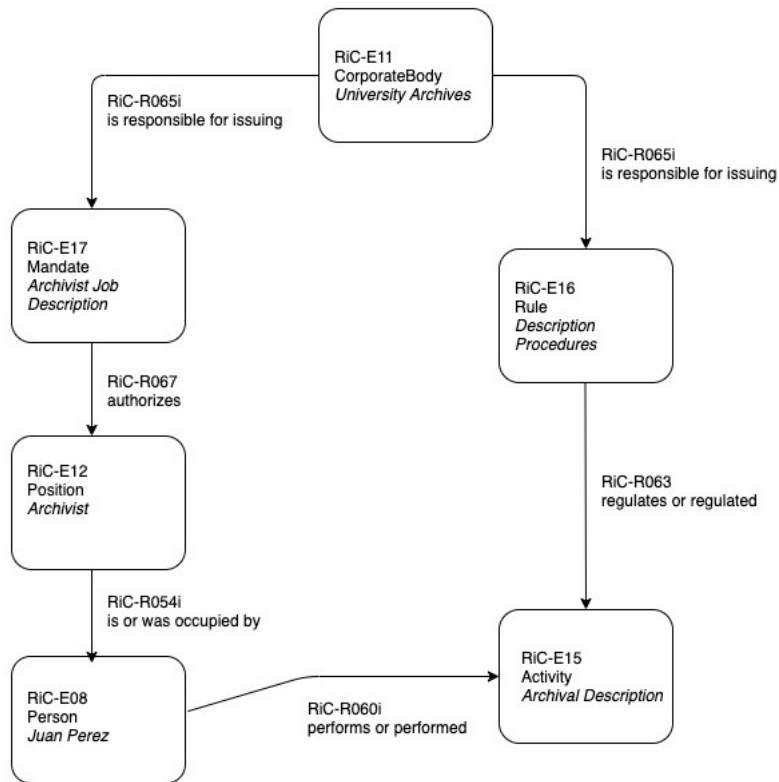 RiC-E11
CorporateBody
University Archives
RiC-R065i
is responsible for issuing
RiC-R065i
is responsible for issuing
RiC-E17
Mandate
Archivist Job
Description
RiC-E16
Rule
Description
Procedures
RiC-R067
authorizes
RiC-E12
Position
Archivist
RiC-R063
regulates or regulated
RiC-R054i
is or was occupied by
RiC-E08
Person
Juan Perez
RiC-R060i
performs or performed
RiC-E15
Activity
Archival Description